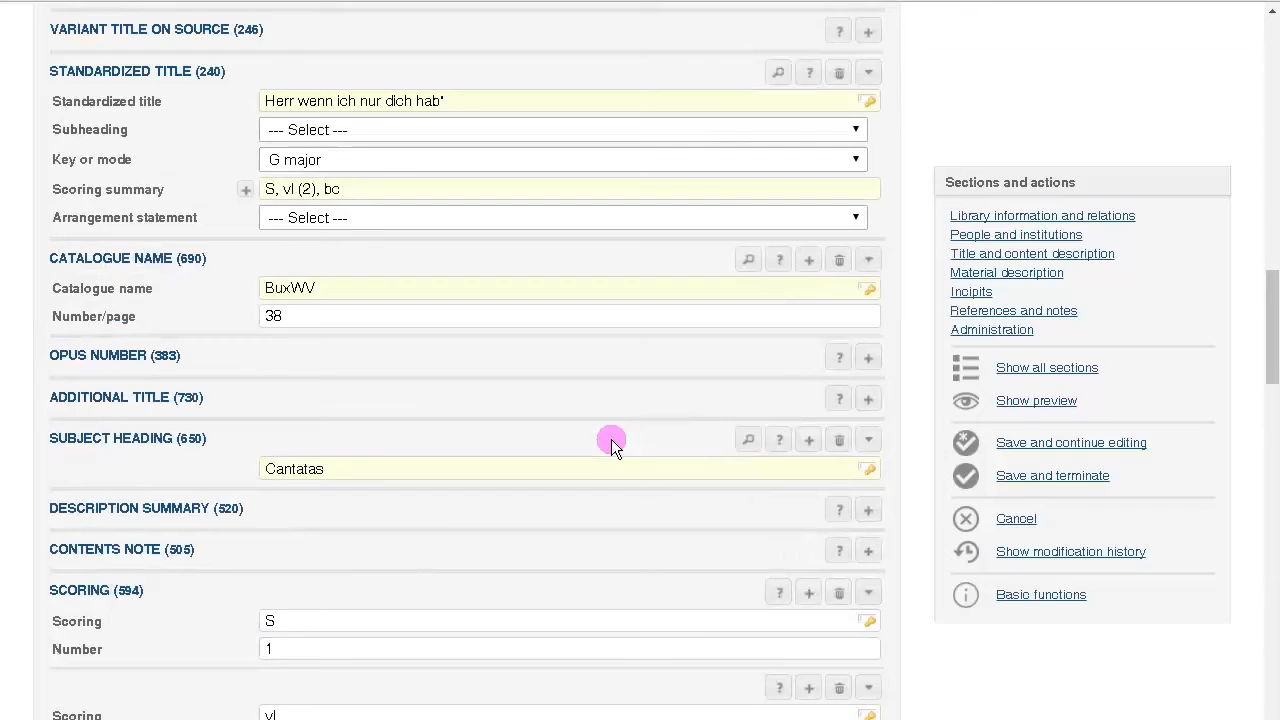 VARIANT TITLE ON SOURCE (246)
STANDARDIZED TITLE (240)
Standardized title Herr wenn ich nur dich hab'
Subheading --- Select ---
Key or mode G major
Scoring summary S, vl (2), bc
Arrangement statement --- Select ---
CATALOGUE NAME (690)
Catalogue name BuxWV
Number/page 38
OPUS NUMBER (383)
ADDITIONAL TITLE (730)
SUBJECT HEADING (650)
Cantatas
DESCRIPTION SUMMARY (520)
CONTENTS NOTE (505)
SCORING (594)
Scoring S
Number 1
Scoring vl
Sections and actions
Library information and relations
People and institutions
Title and content description
Material description
Incipits
References and notes
Administration
Show all sections
Show preview
Save and continue editing
Save and terminate
Cancel
Show modification history
Basic functions